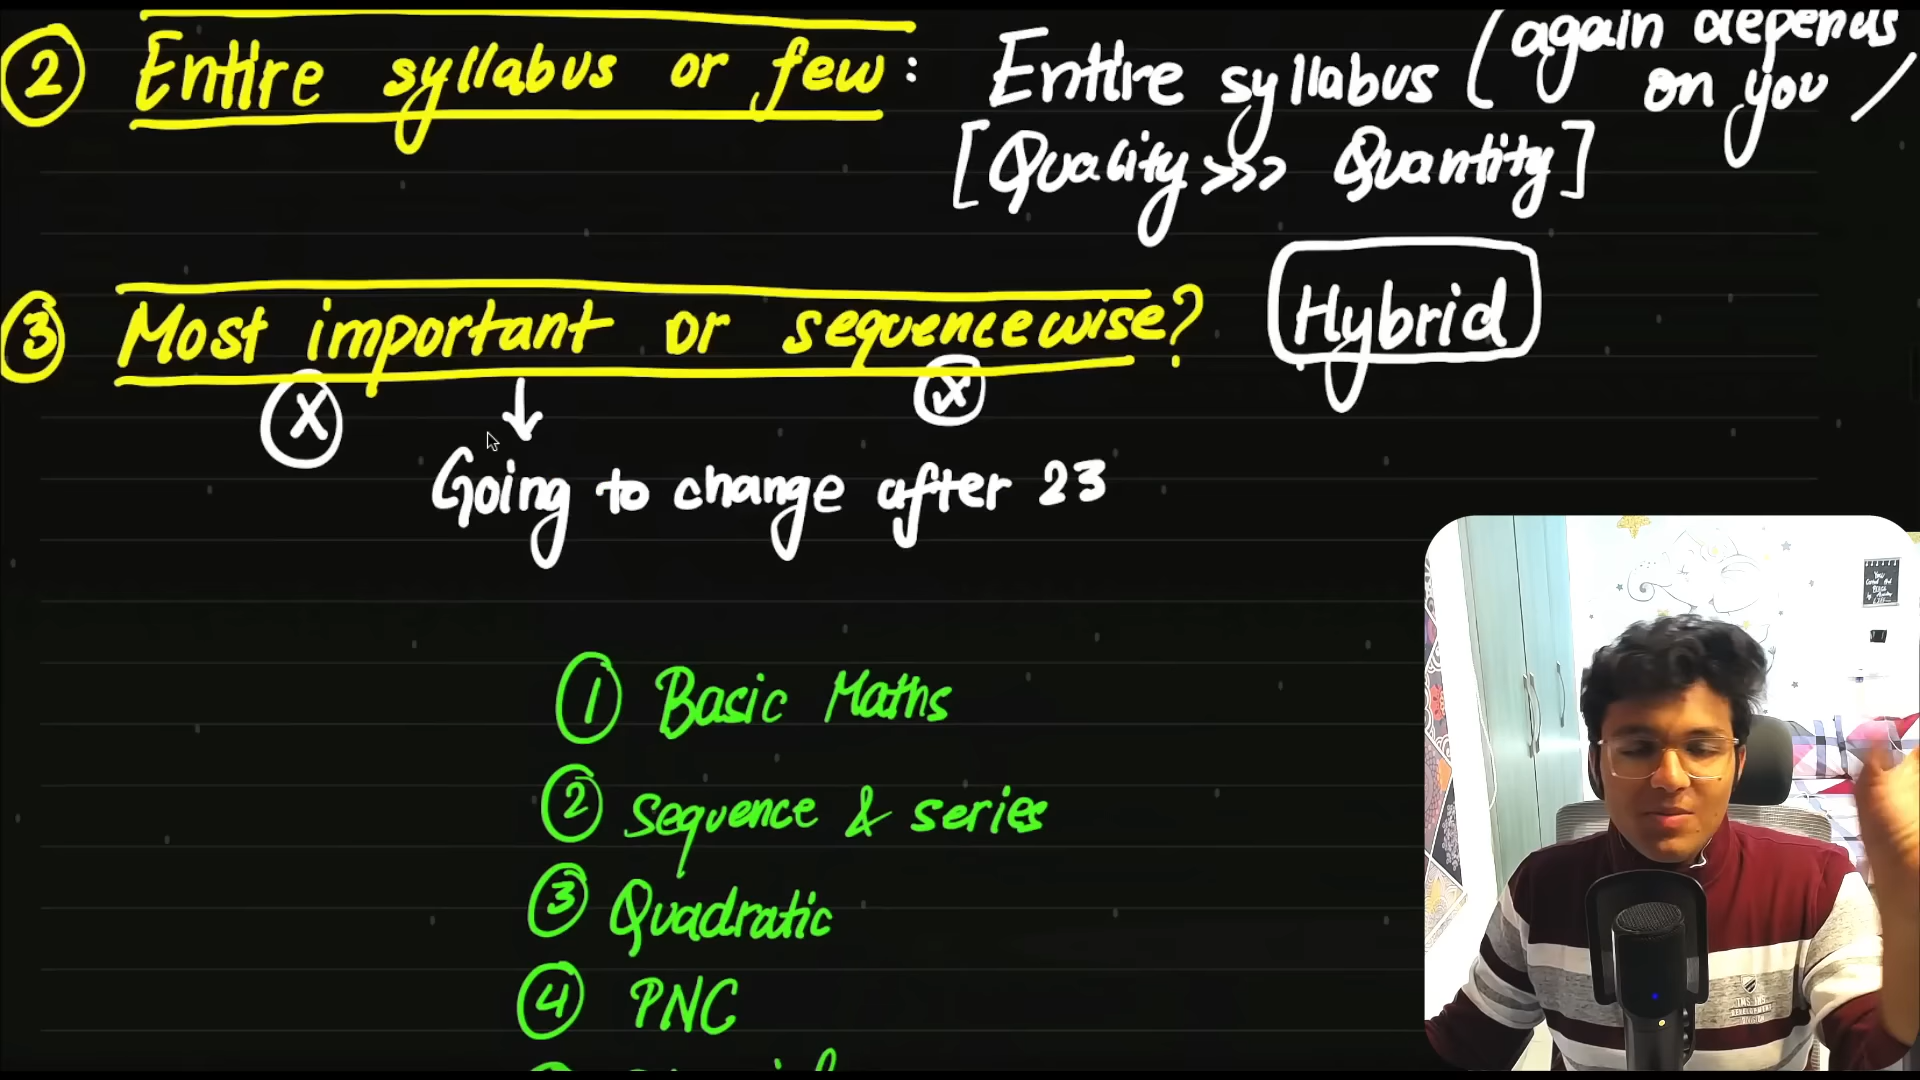 ② Entire syllabus or few : Entire syllabus (again depends on you)
[Quality >>> Quantity]
③ Most important or sequencewise? Hybrid
X X
↓
Going to change after 23
① Basic Maths
② Sequence & series
③ Quadratic
④ PNC